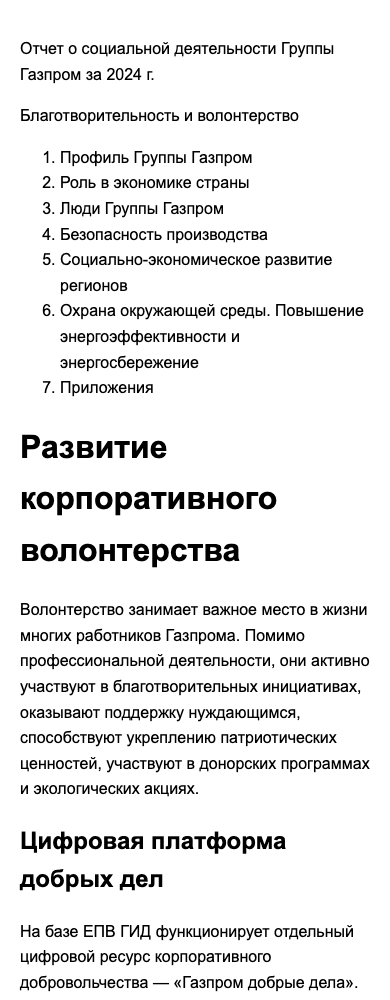 Отчет о социальной деятельности Группы
Газпром за 2024 г.
Благотворительность и волонтерство
1. Профиль Группы Газпром
2. Роль в экономике страны
3. Люди Группы Газпром
4. Безопасность производства
5. Социально-экономическое развитие
регионов
6. Охрана окружающей среды. Повышение
энергоэффективности и
энергосбережение
7. Приложения
Развитие
корпоративного
волонтерства
Волонтерство занимает важное место в жизни
многих работников Газпрома. Помимо
профессиональной деятельности, они активно
участвуют в благотворительных инициативах,
оказывают поддержку нуждающимся,
способствуют укреплению патриотических
ценностей, участвуют в донорских программах
и экологических акциях.
Цифровая платформа
добрых дел
На базе ЕПВ ГИД функционирует отдельный
цифровой ресурс корпоративного
добровольчества — «Газпром добрые дела».